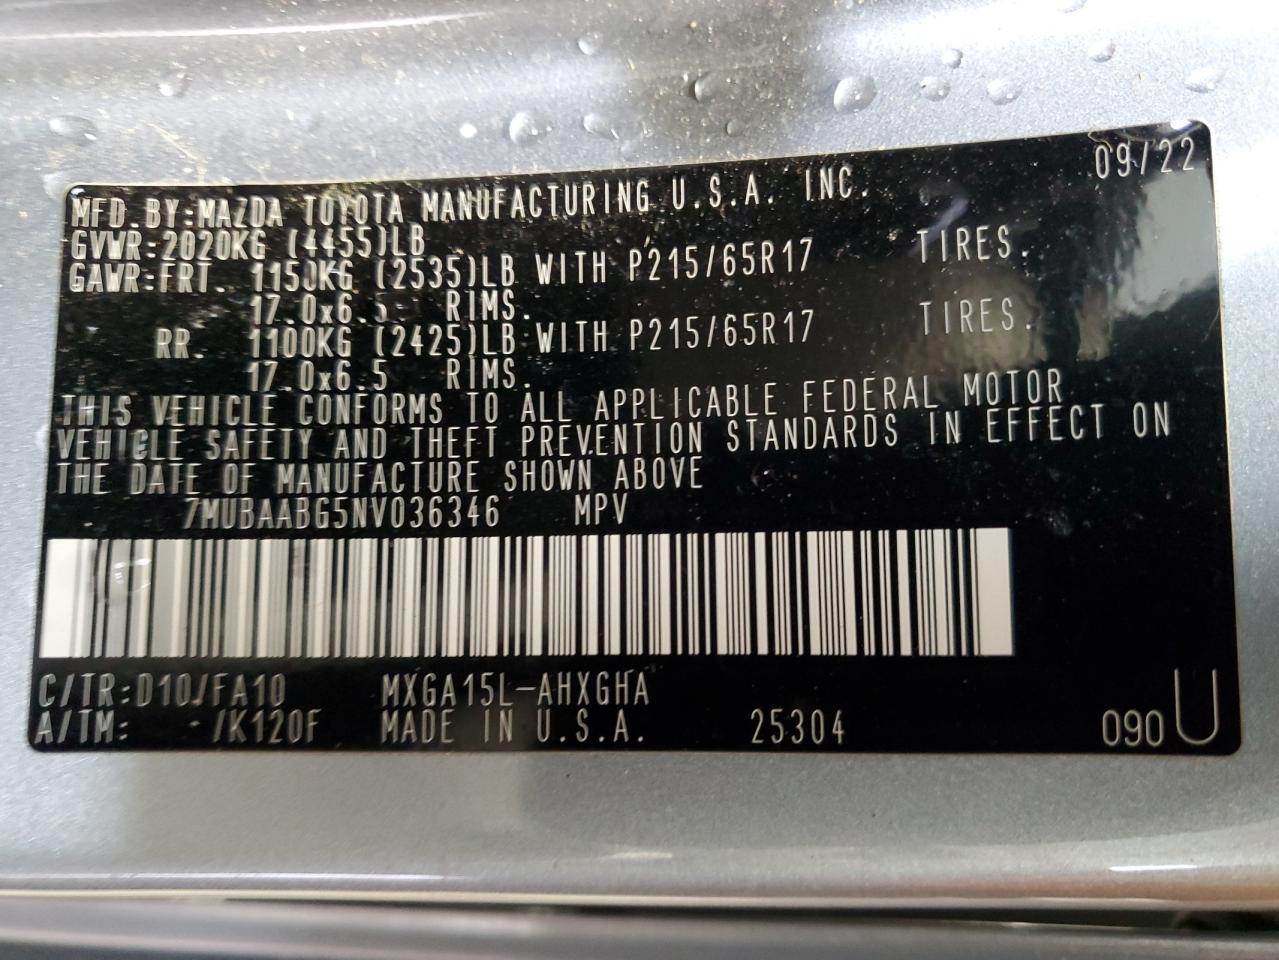 09/22
MFD.BY:MAZDA TOYOTA MANUFACTURING U.S.A. INC.
GVWR:2020KG (4455)LB
GAWR:FRT. 1150KG (2535)LB WITH P215/65R17 TIRES.
17.0x6.5 RIMS.
RR. 1100KG (2425)LB WITH P215/65R17 TIRES.
17.0x6.5 RIMS.
THIS VEHICLE CONFORMS TO ALL APPLICABLE FEDERAL MOTOR
VEHICLE SAFETY AND THEFT PREVENTION STANDARDS IN EFFECT ON
THE DATE OF MANUFACTURE SHOWN ABOVE
7MUBAABG5NV036346 MPV
C/TR:D10/FA10 MXGA15L-AHXGHA
A/TM: -/K120F MADE IN U.S.A. 25304 090 U